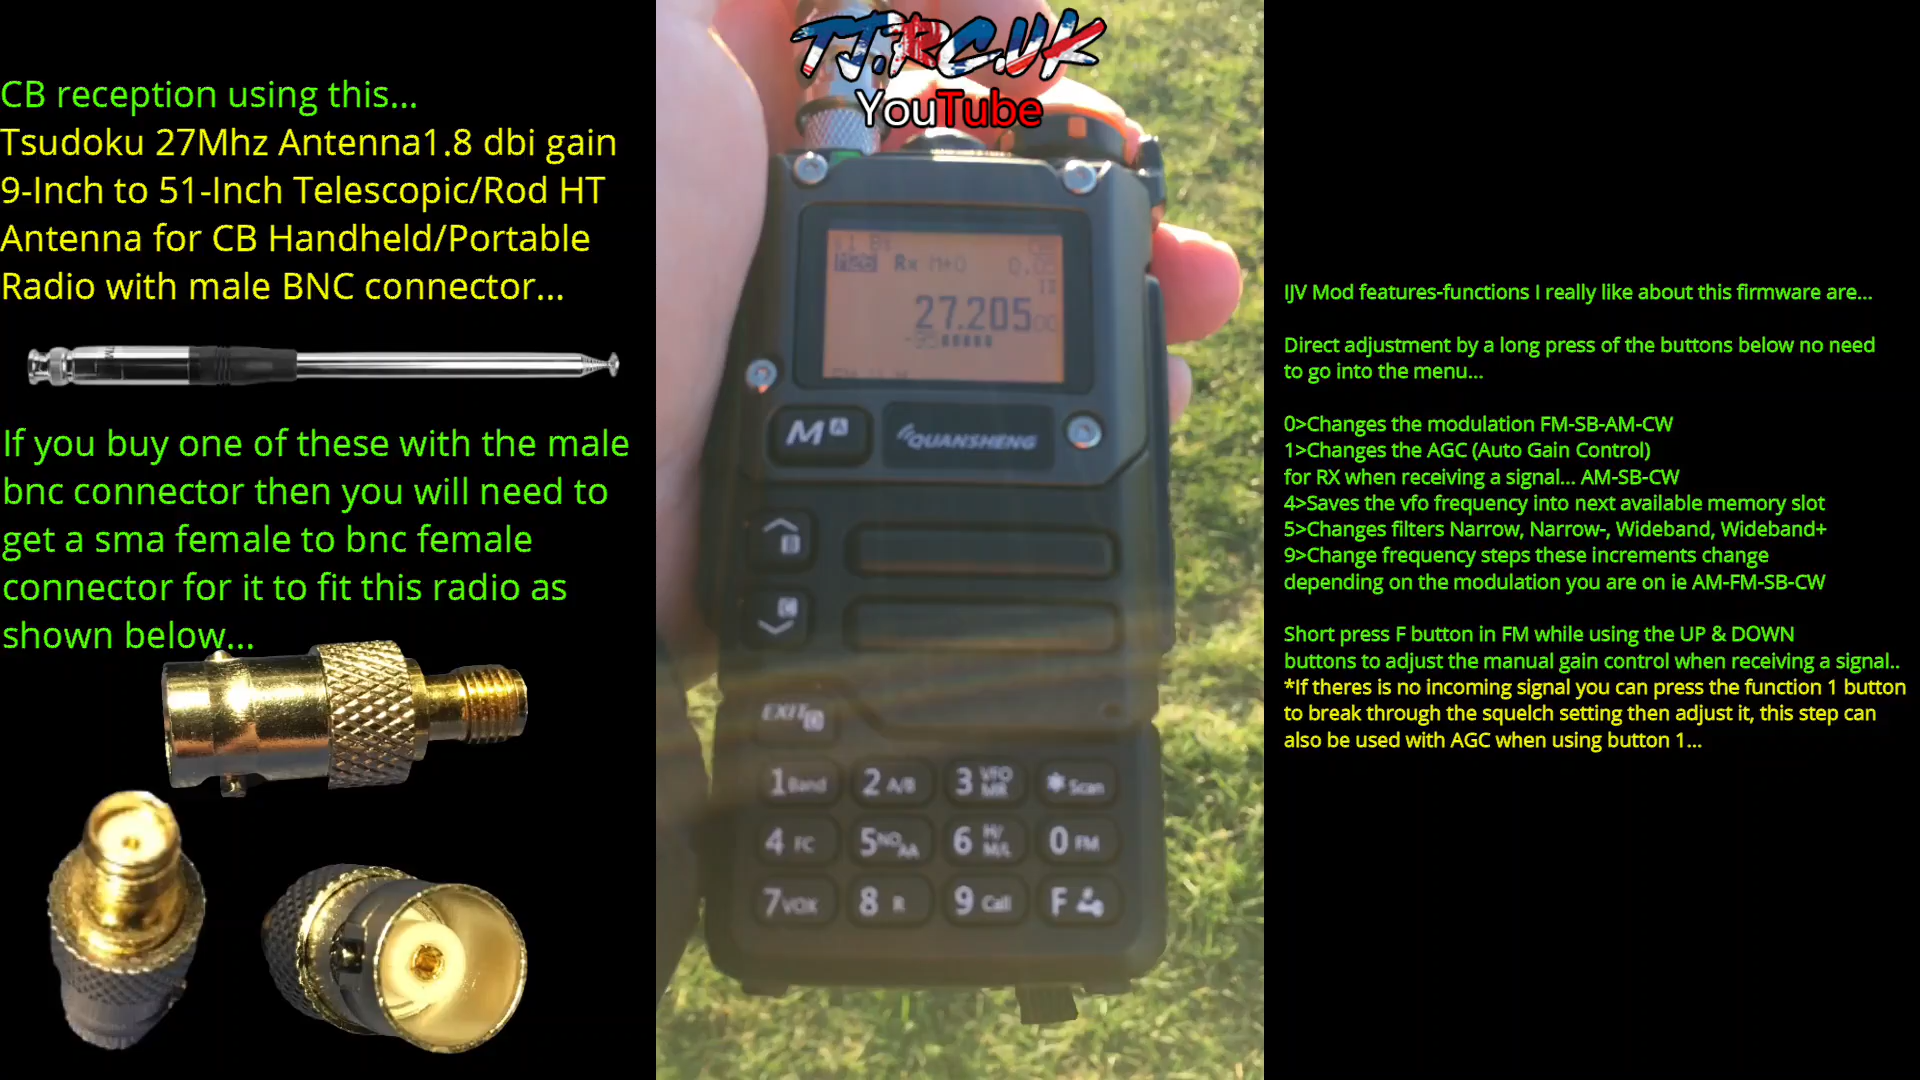 CB reception using this...
Tsudoku 27Mhz Antenna1.8 dbi gain
9-Inch to 51-Inch Telescopic/Rod HT
Antenna for CB Handheld/Portable
Radio with male BNC connector...
If you buy one of these with the male
bnc connector then you will need to
get a sma female to bnc female
connector for it to fit this radio as
shown below...
TJ.RC.UK
YouTube
Rx
27.205
M A
QUANSHENG
B
C
EXIT
1 Band 2 A/B 3 VFO MR * Scan
4 FC 5 NOAA 6 H/M/L 0 FM
7 VOX 8 R 9 Call F
IJV Mod features-functions I really like about this firmware are...
Direct adjustment by a long press of the buttons below no need
to go into the menu...
0>Changes the modulation FM-SB-AM-CW
1>Changes the AGC (Auto Gain Control)
for RX when receiving a signal... AM-SB-CW
4>Saves the vfo frequency into next available memory slot
5>Changes filters Narrow, Narrow-, Wideband, Wideband+
9>Change frequency steps these increments change
depending on the modulation you are on ie AM-FM-SB-CW
Short press F button in FM while using the UP & DOWN
buttons to adjust the manual gain control when receiving a signal..
*If theres is no incoming signal you can press the function 1 button
to break through the squelch setting then adjust it, this step can
also be used with AGC when using button 1...